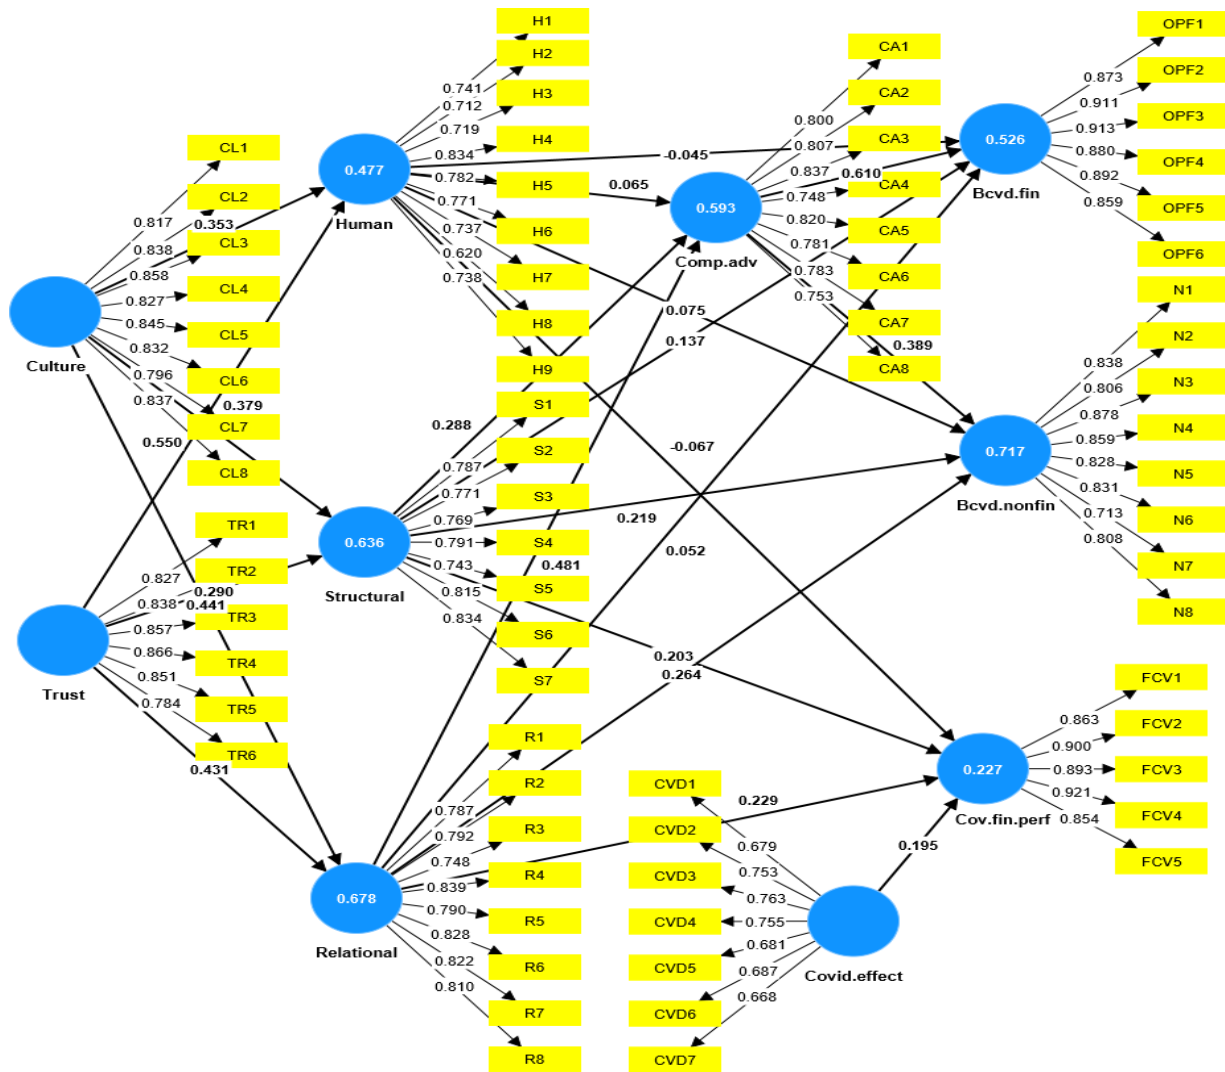 H1
H2
H3
H4
H5
H6
H7
H8
H9
0.741
0.712
0.719
0.834
0.782
0.771
0.737
0.620
0.738
0.477
Human
CL1
CL2
CL3
CL4
CL5
CL6
CL7
CL8
0.817
0.838
0.858
0.827
0.845
0.832
0.796
0.837
Culture
0.353
0.379
0.550
TR1
TR2
TR3
TR4
TR5
TR6
0.827
0.838
0.857
0.866
0.851
0.784
Trust
0.290
0.441
0.431
S1
S2
S3
S4
S5
S6
S7
0.787
0.771
0.769
0.791
0.743
0.815
0.834
0.636
Structural
R1
R2
R3
R4
R5
R6
R7
R8
0.787
0.792
0.748
0.839
0.790
0.828
0.822
0.810
0.678
Relational
CA1
CA2
CA3
CA4
CA5
CA6
CA7
CA8
0.800
0.807
0.837
0.748
0.820
0.781
0.783
0.753
0.593
Comp.adv
-0.045
0.065
0.610
0.075
0.137
0.389
0.288
-0.067
0.219
0.052
0.481
0.203
0.264
0.229
0.195
OPF1
OPF2
OPF3
OPF4
OPF5
OPF6
0.873
0.911
0.913
0.880
0.892
0.859
0.526
Bcvd.fin
N1
N2
N3
N4
N5
N6
N7
N8
0.838
0.806
0.878
0.859
0.828
0.831
0.713
0.808
0.717
Bcvd.nonfin
FCV1
FCV2
FCV3
FCV4
FCV5
0.863
0.900
0.893
0.921
0.854
0.227
Cov.fin.perf
CVD1
CVD2
CVD3
CVD4
CVD5
CVD6
CVD7
0.679
0.753
0.763
0.755
0.681
0.687
0.668
Covid.effect